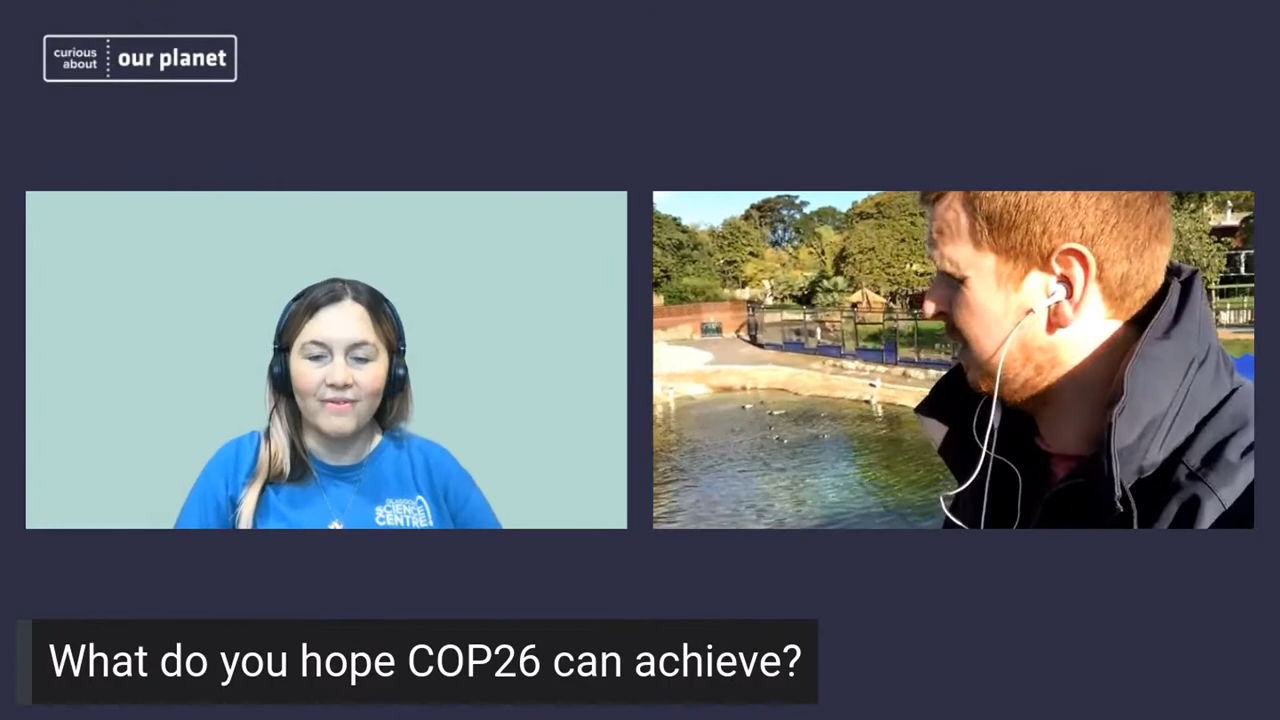 curious
about
our planet
GLASGOW
SCIENCE
CENTRE
What do you hope COP26 can achieve?